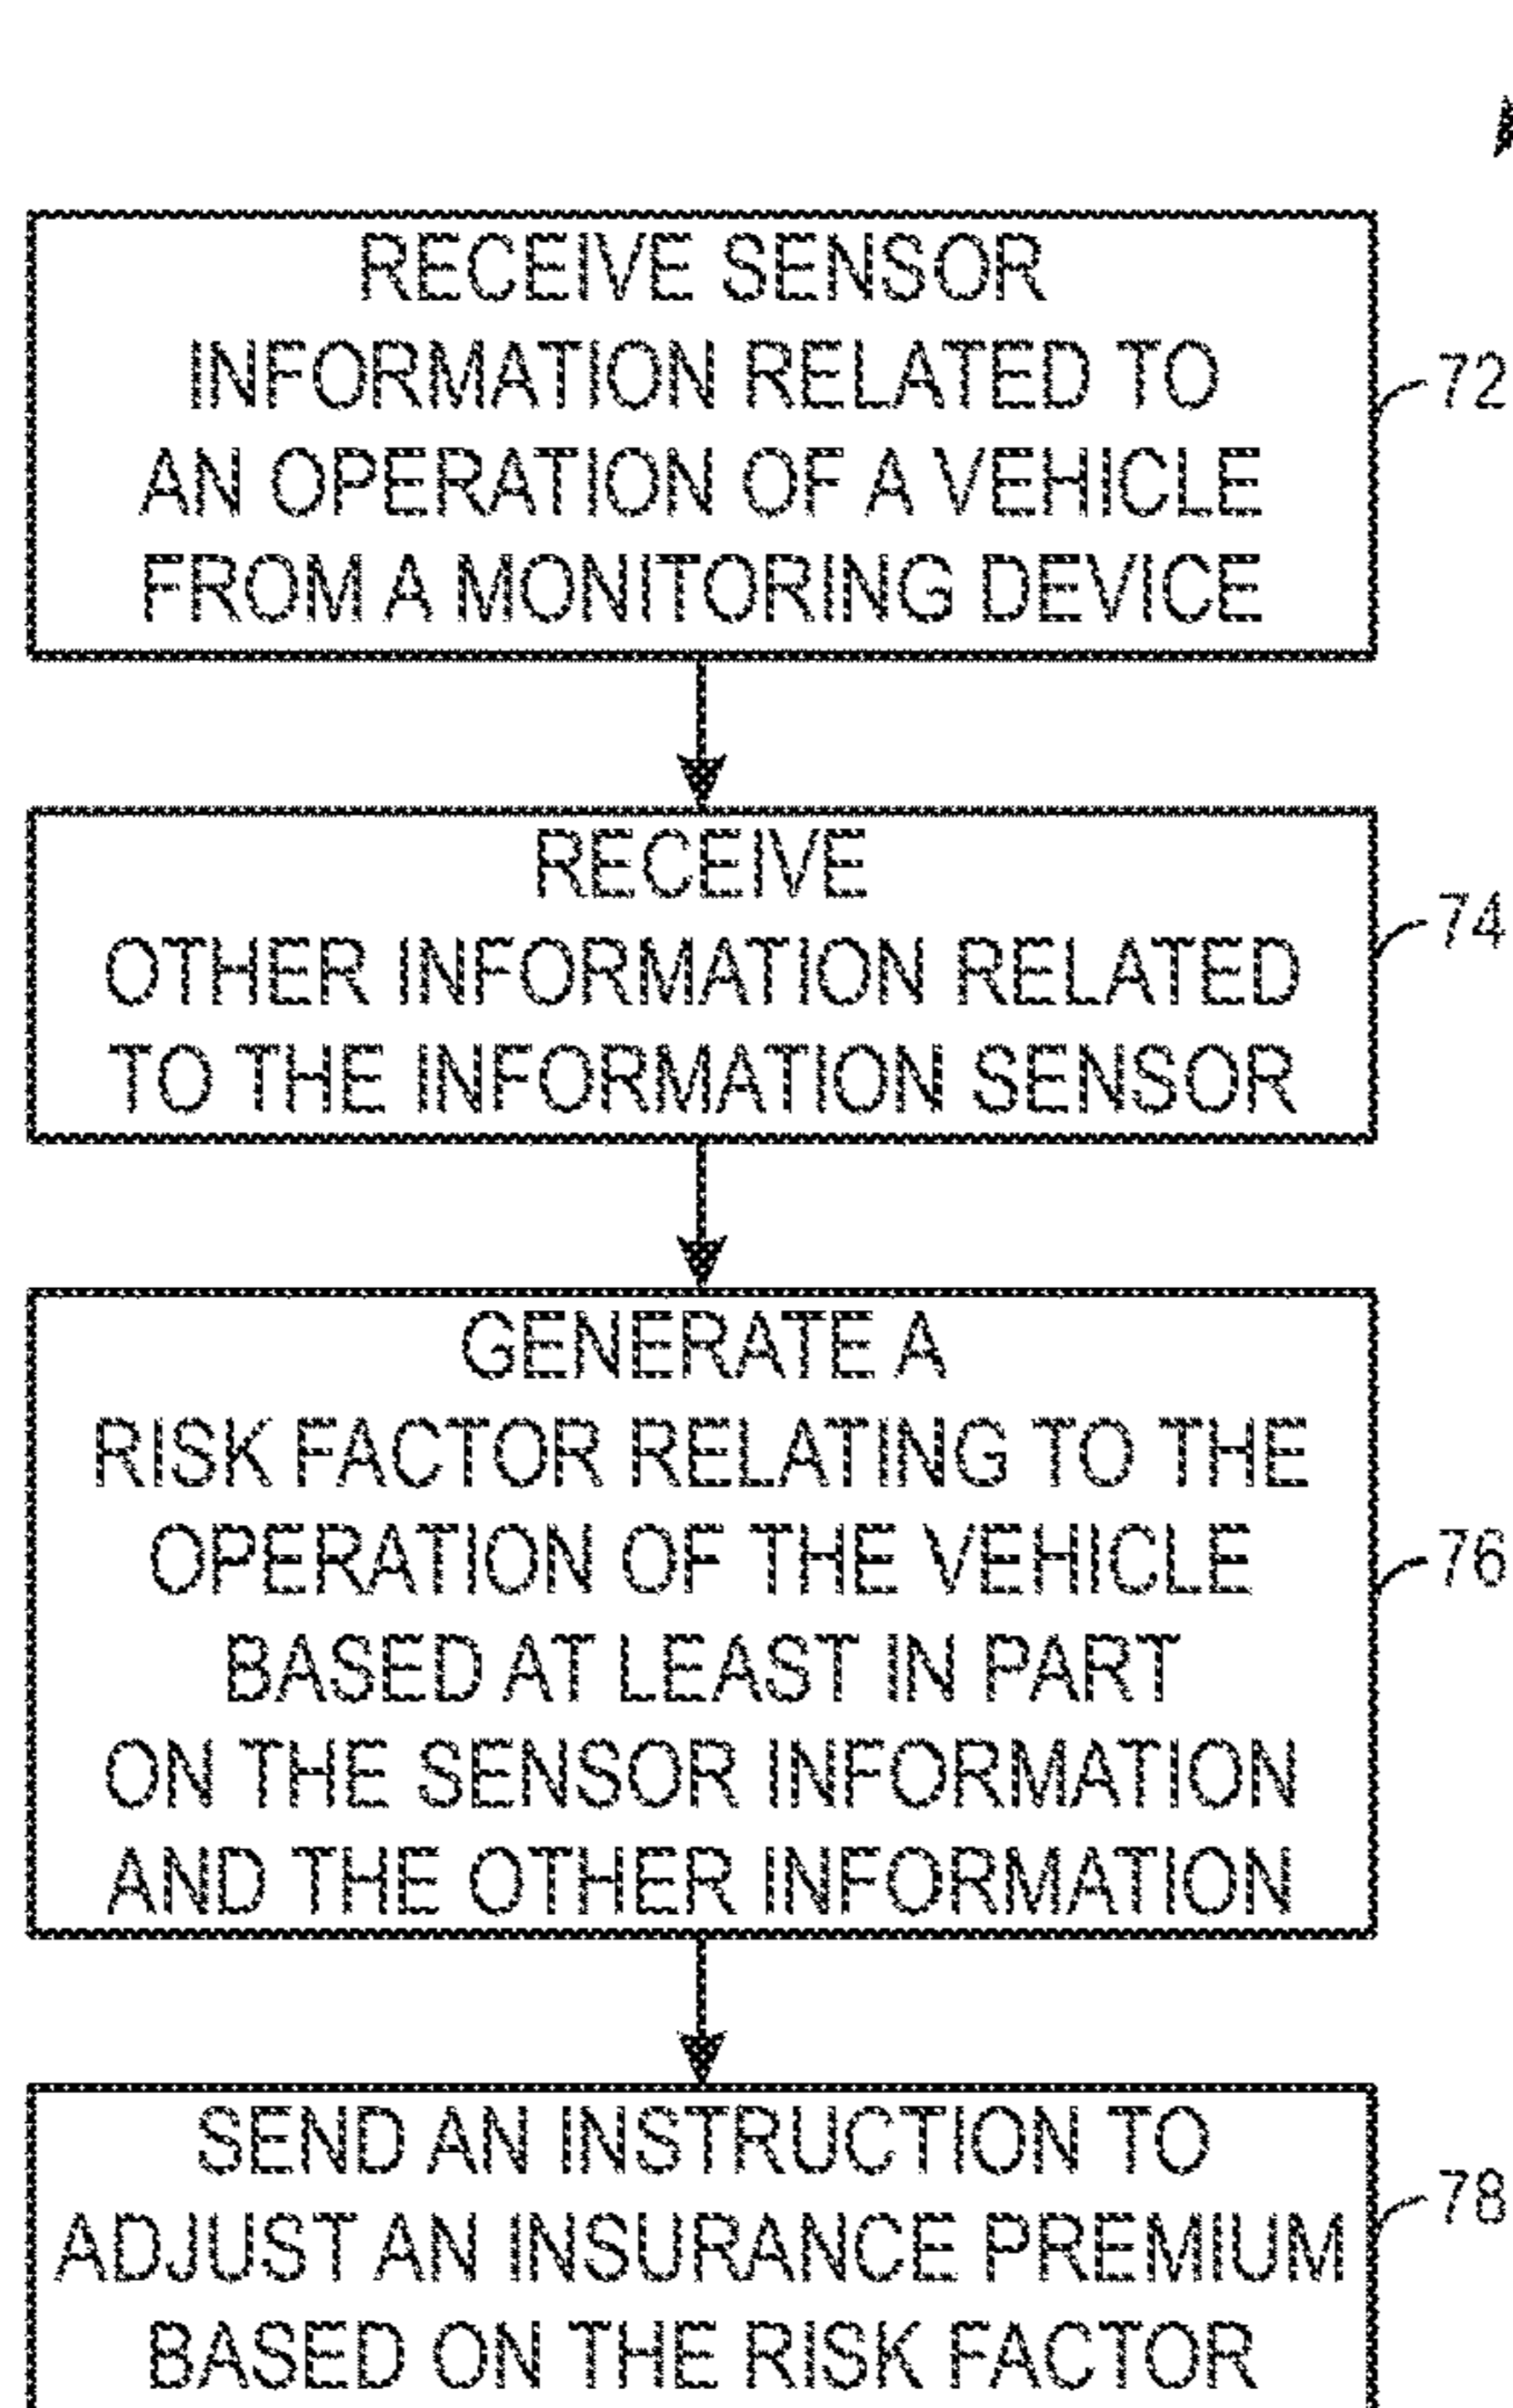 RECEIVE SENSOR
INFORMATION RELATED TO
AN OPERATION OF A VEHICLE
FROM A MONITORING DEVICE
72
RECEIVE
OTHER INFORMATION RELATED
TO THE INFORMATION SENSOR
74
GENERATE A
RISK FACTOR RELATING TO THE
OPERATION OF THE VEHICLE
BASED AT LEAST IN PART
ON THE SENSOR INFORMATION
AND THE OTHER INFORMATION
76
SEND AN INSTRUCTION TO
ADJUST AN INSURANCE PREMIUM
BASED ON THE RISK FACTOR
78